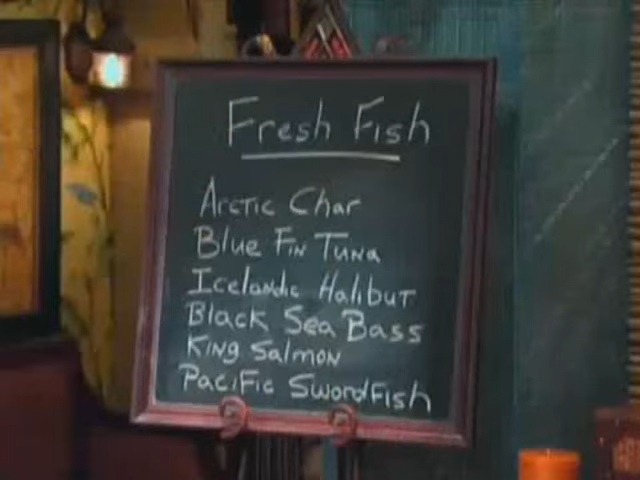 Fresh Fish
Arctic Char
Blue Fin Tuna
Icelandic Halibut
Black Sea Bass
King Salmon
Pacific Swordfish